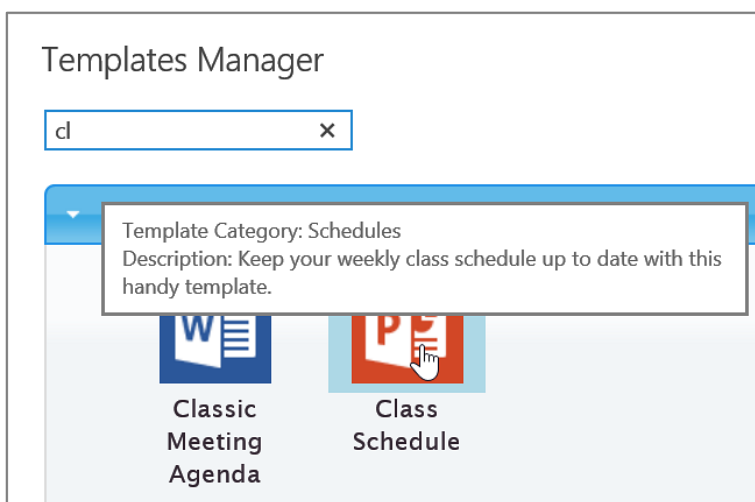 Templates Manager
cl
Template Category: Schedules
Description: Keep your weekly class schedule up to date with this
handy template.
W
P
Classic
Meeting
Agenda
Class
Schedule